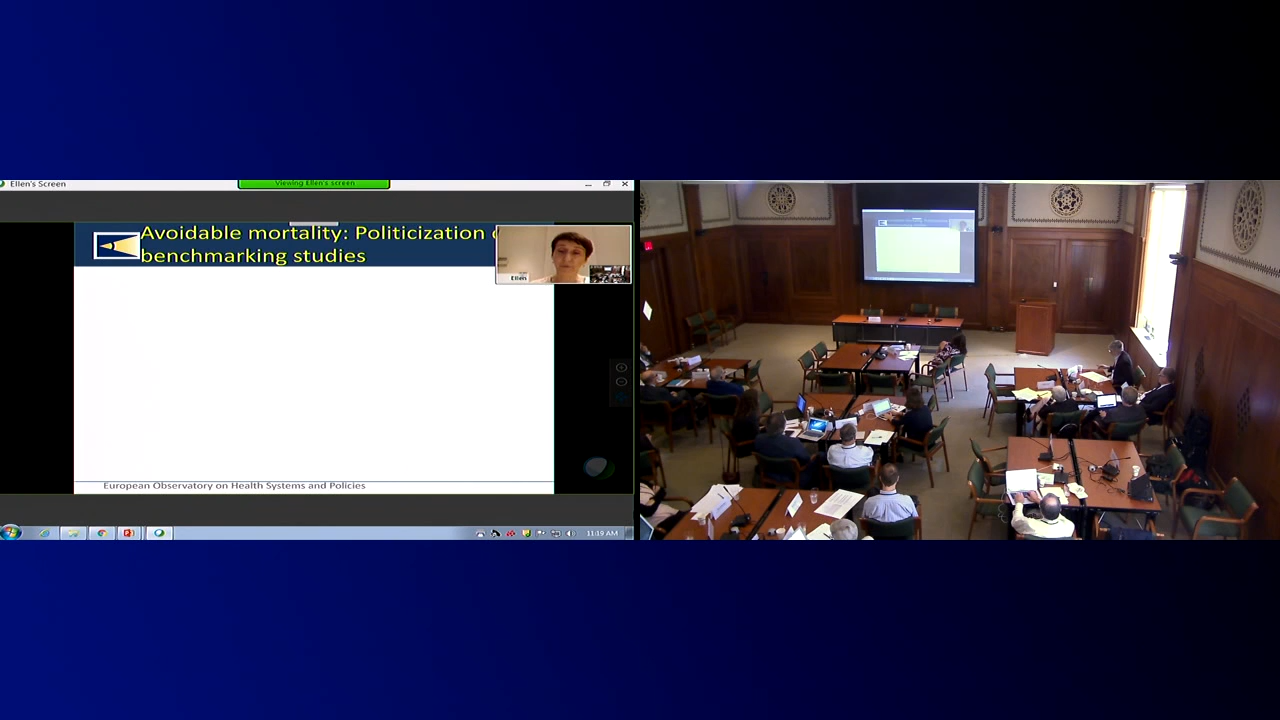 Ellen's Screen
Viewing Ellen's screen
Avoidable mortality: Politicization
benchmarking studies
Ellen
European Observatory on Health Systems and Policies
11:19 AM